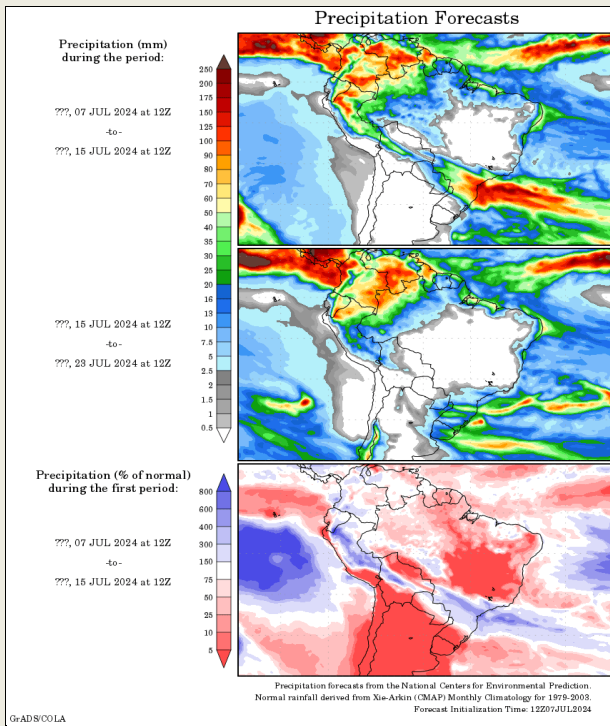 Precipitation Forecasts
Precipitation (mm)
during the period:
???, 07 JUL 2024 at 12Z
-to-
???, 15 JUL 2024 at 12Z
250
200
175
150
125
100
90
80
70
60
50
40
35
30
25
20
16
13
10
7.5
5
2.5
2
1.5
1
0.5
???, 15 JUL 2024 at 12Z
-to-
???, 23 JUL 2024 at 12Z
Precipitation (% of normal)
during the first period:
???, 07 JUL 2024 at 12Z
-to-
???, 15 JUL 2024 at 12Z
800
600
400
300
150
75
50
25
10
5
Precipitation forecasts from the National Centers for Environmental Prediction.
Normal rainfall derived from Xie-Arkin (CMAP) Monthly Climatology for 1979-2003.
Forecast Initialization Time: 12Z07JUL2024
GrADS/COLA